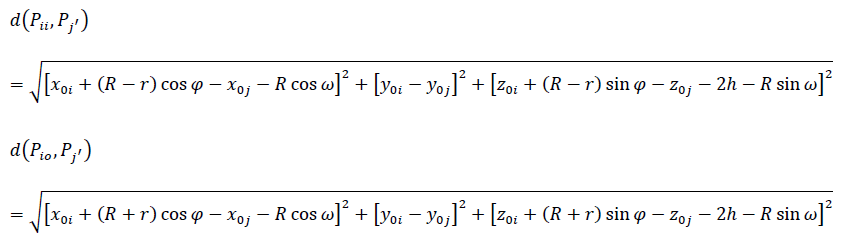 d(P_{ii}, P_{j'})
= √([x_{0i} + (R − r) cos φ − x_{0j} − R cos ω]² + [y_{0i} − y_{0j}]² + [z_{0i} + (R − r) sin φ − z_{0j} − 2h − R sin ω]²)
d(P_{io}, P_{j'})
= √([x_{0i} + (R + r) cos φ − x_{0j} − R cos ω]² + [y_{0i} − y_{0j}]² + [z_{0i} + (R + r) sin φ − z_{0j} − 2h − R sin ω]²)